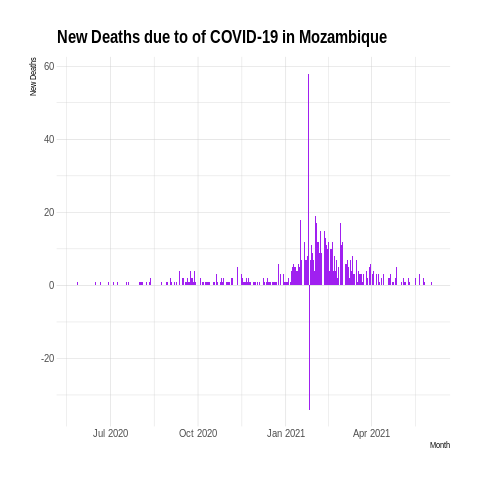 New Deaths due to of COVID-19 in Mozambique
New Deaths
60
40
20
0
-20
Jul 2020 Oct 2020 Jan 2021 Apr 2021
Month